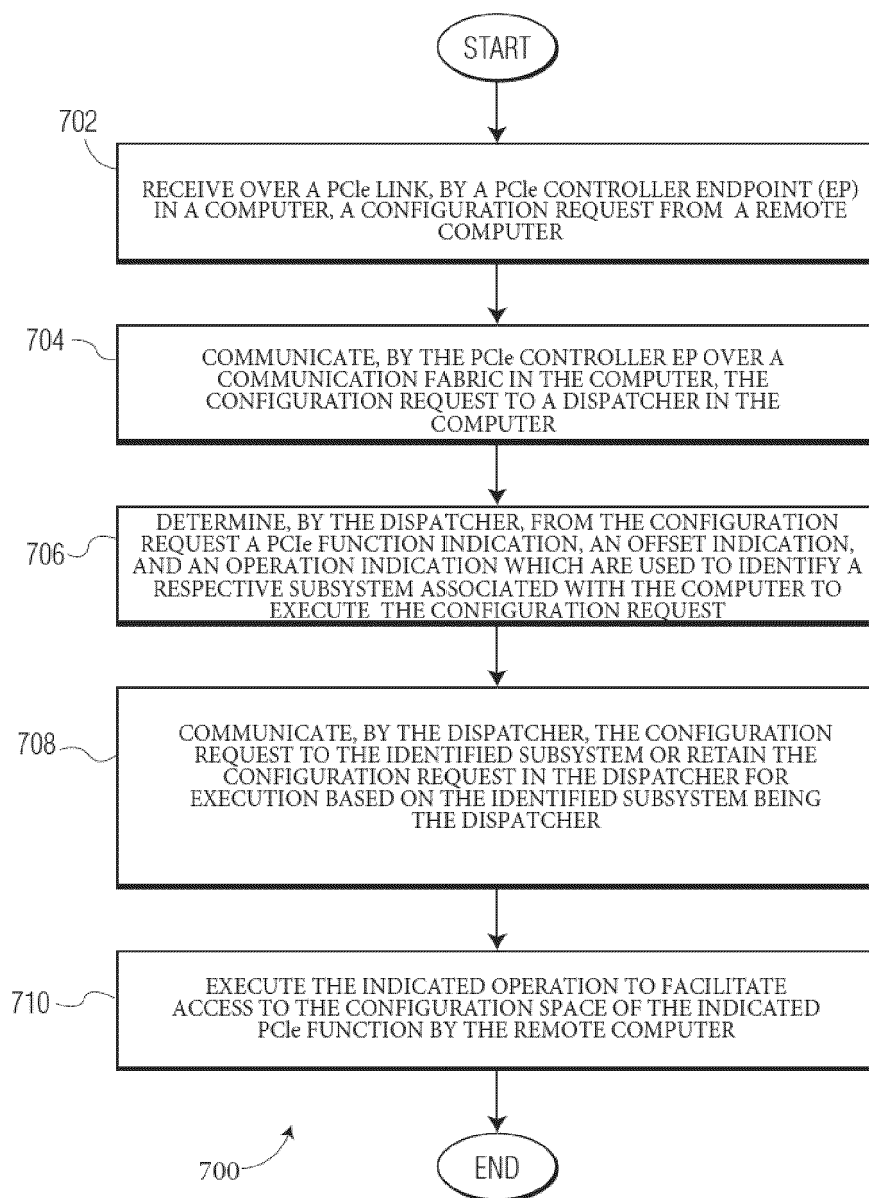 START
702
RECEIVE OVER A PCIe LINK, BY A PCIe CONTROLLER ENDPOINT (EP)
IN A COMPUTER, A CONFIGURATION REQUEST FROM A REMOTE
COMPUTER
704
COMMUNICATE, BY THE PCIe CONTROLLER EP OVER A
COMMUNICATION FABRIC IN THE COMPUTER, THE
CONFIGURATION REQUEST TO A DISPATCHER IN THE
COMPUTER
706
DETERMINE, BY THE DISPATCHER, FROM THE CONFIGURATION
REQUEST A PCIe FUNCTION INDICATION, AN OFFSET INDICATION,
AND AN OPERATION INDICATION WHICH ARE USED TO IDENTIFY A
RESPECTIVE SUBSYSTEM ASSOCIATED WITH THE COMPUTER TO
EXECUTE THE CONFIGURATION REQUEST.
708
COMMUNICATE, BY THE DISPATCHER, THE CONFIGURATION
REQUEST TO THE IDENTIFIED SUBSYSTEM OR RETAIN THE
CONFIGURATION REQUEST IN THE DISPATCHER FOR
EXECUTION BASED ON THE IDENTIFIED SUBSYSTEM BEING
THE DISPATCHER
710
EXECUTE THE INDICATED OPERATION TO FACILITATE
ACCESS TO THE CONFIGURATION SPACE OF THE INDICATED
PCIe FUNCTION BY THE REMOTE COMPUTER
700
END